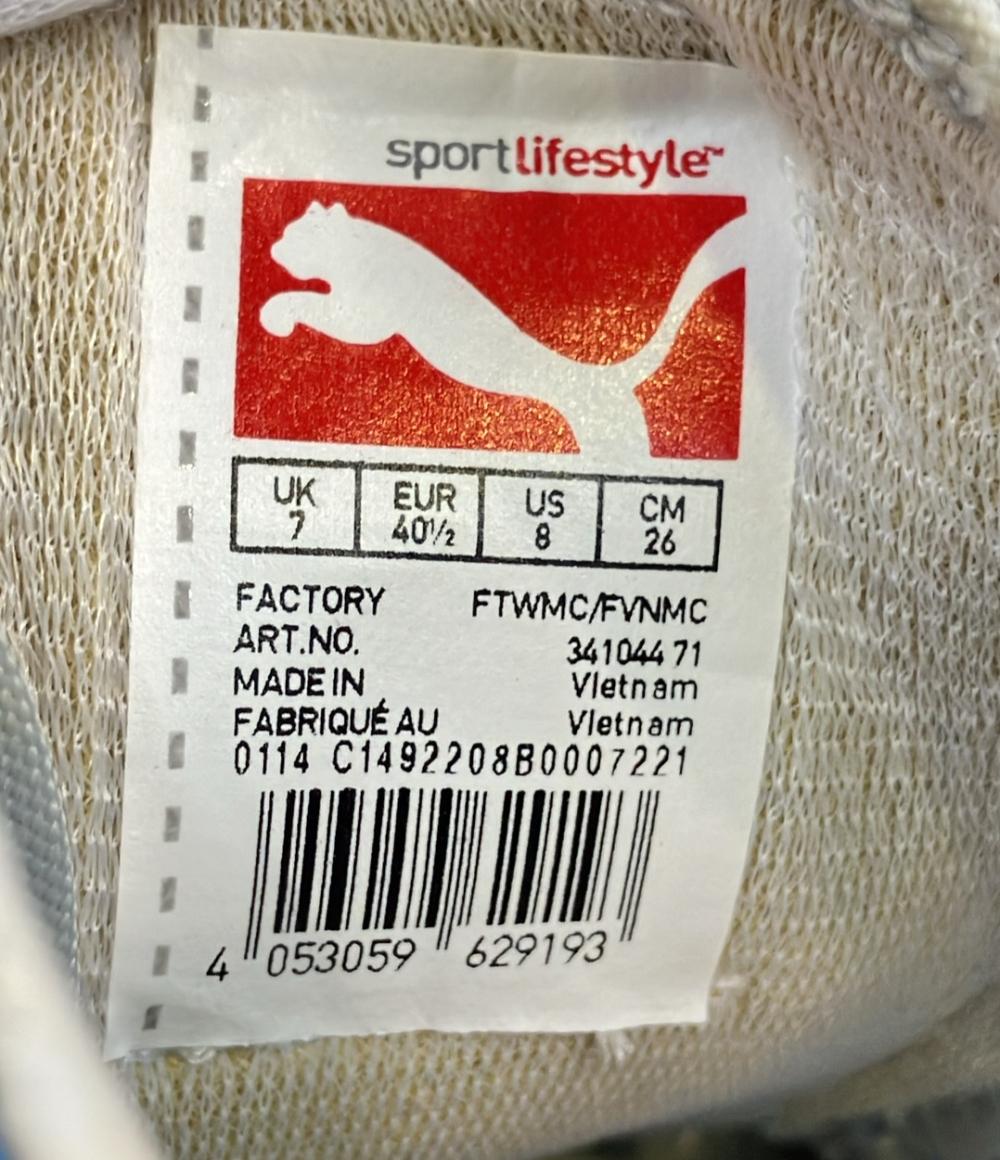 sportlifestyle™
UK EUR US CM
7 40½ 8 26
FACTORY FTWMC/FVNMC
ART.NO. 341044 71
MADE IN Vietnam
FABRIQUÉ AU Vietnam
0114 C1492208B0007221
4 053059 629193